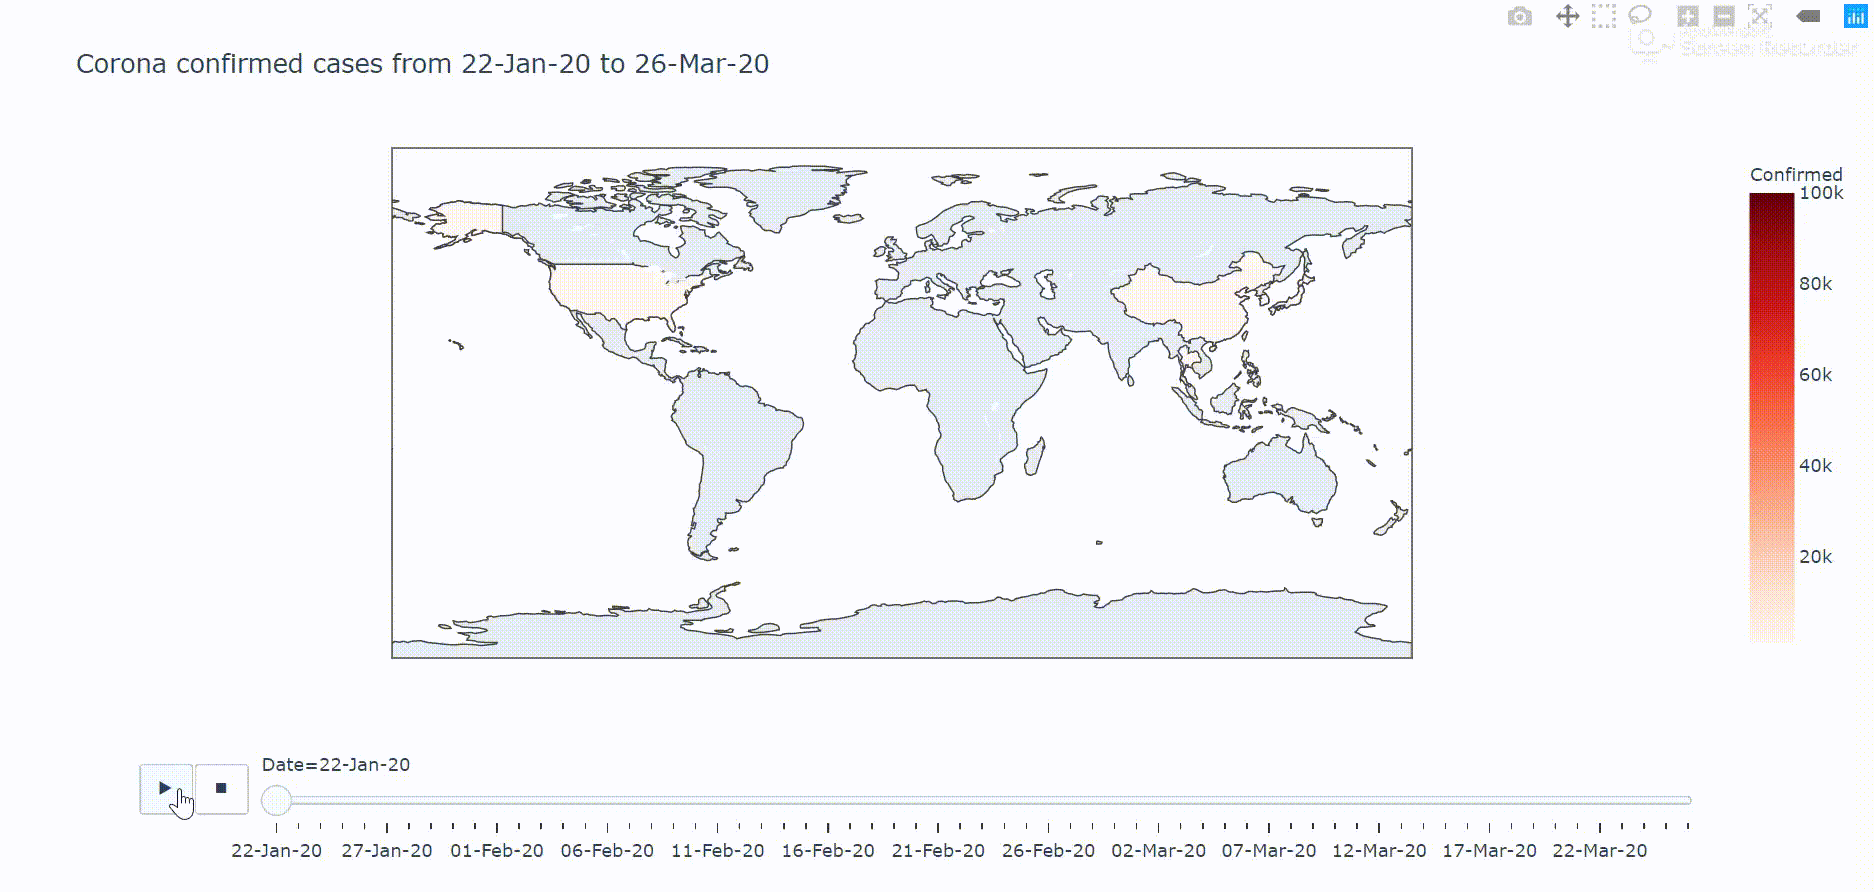 Corona confirmed cases from 22-Jan-20 to 26-Mar-20
Confirmed
100k
80k
60k
40k
20k
Date=22-Jan-20
22-Jan-20 27-Jan-20 01-Feb-20 06-Feb-20 11-Feb-20 16-Feb-20 21-Feb-20 26-Feb-20 02-Mar-20 07-Mar-20 12-Mar-20 17-Mar-20 22-Mar-20